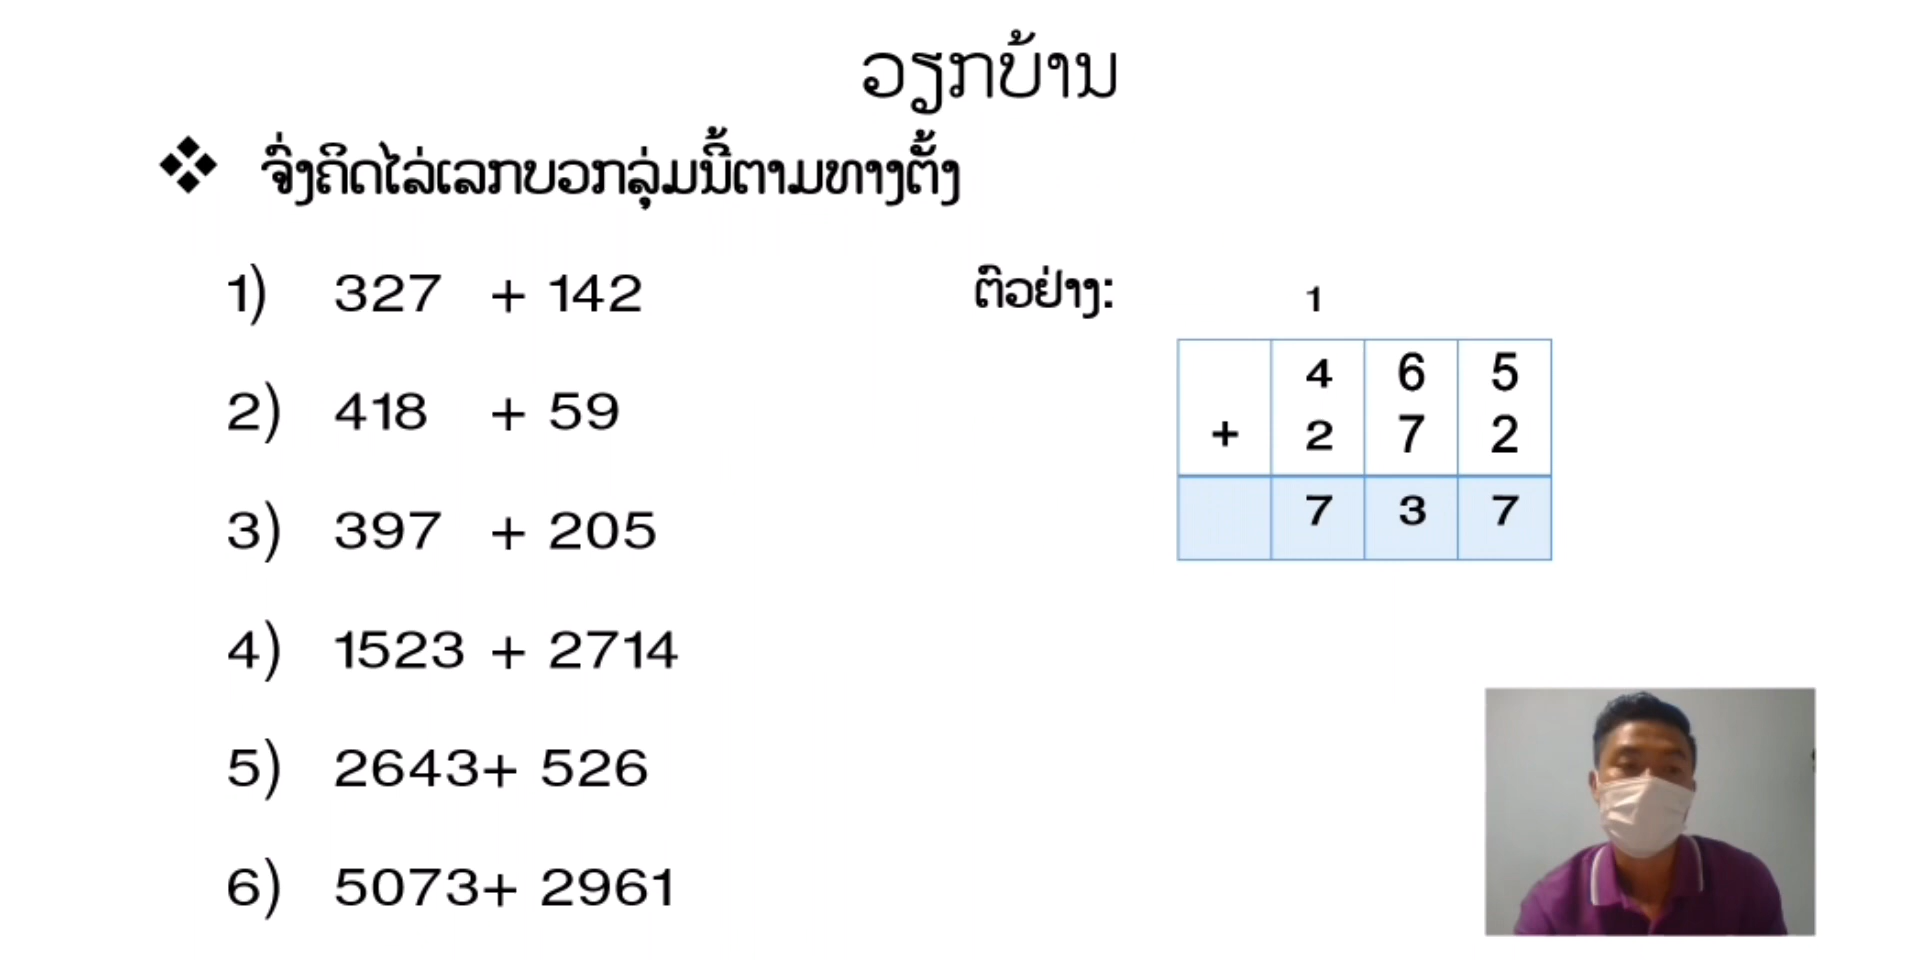 ວຽກບ້ານ
❖ ຈົ່ງຄິດໄລ່ເລກບວກລຸ່ມນີ້ຕາມທາງຕັ້ງ
1) 327 + 142
2) 418 + 59
3) 397 + 205
4) 1523 + 2714
5) 2643+ 526
6) 5073+ 2961
ຕົວຢ່າງ:
1
4 6 5
+ 2 7 2
7 3 7